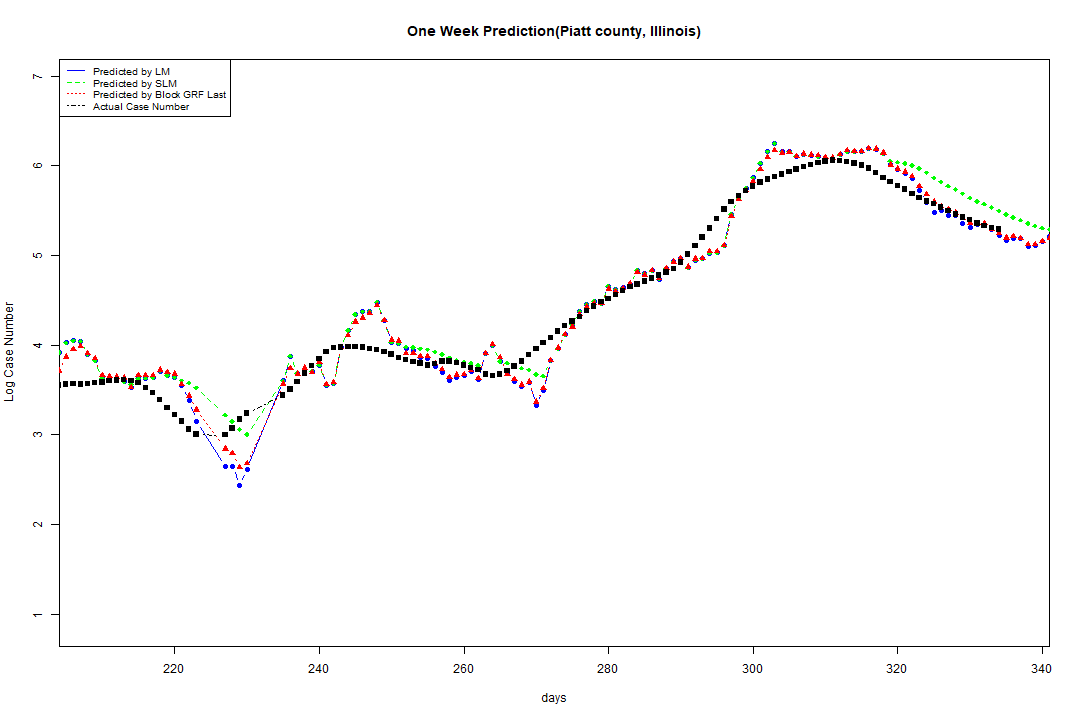 One Week Prediction(Piatt county, Illinois)
Predicted by LM
Predicted by SLM
Predicted by Block GRF Last
Actual Case Number
7
6
5
4
3
2
1
Log Case Number
220 240 260 280 300 320 340
days